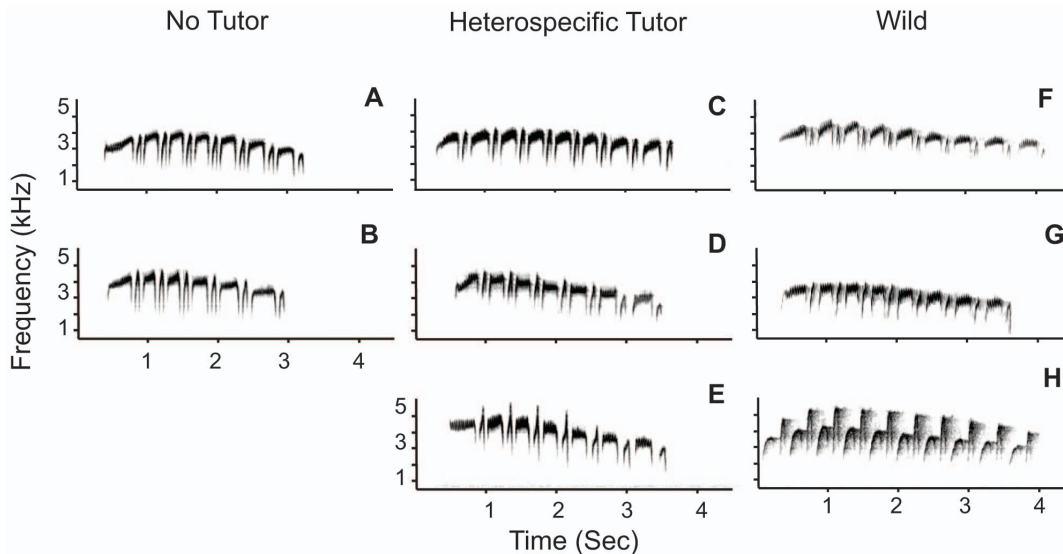 No Tutor Heterospecific Tutor Wild
A C F
5 3 1
B D G
5 3 1
1 2 3 4
E H
5 3 1
1 2 3 4 1 2 3 4
Frequency (kHz)
Time (Sec)